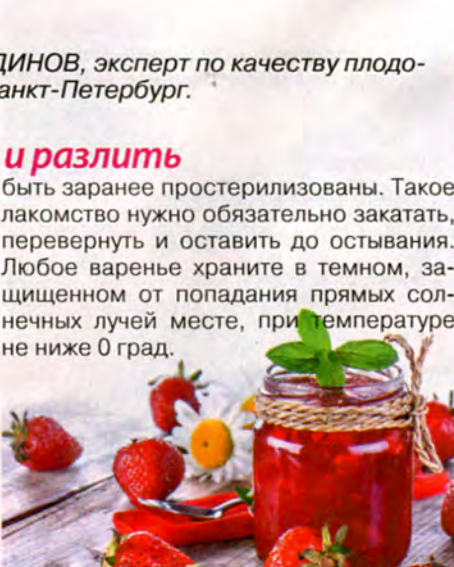 ДИНОВ, эксперт по качеству плодо-
анкт-Петербург.
и разлить
быть заранее простерилизованы. Такое
лакомство нужно обязательно закатать,
перевернуть и оставить до остывания.
Любое варенье храните в темном, за-
щищенном от попадания прямых сол-
нечных лучей месте, при температуре
не ниже 0 град.